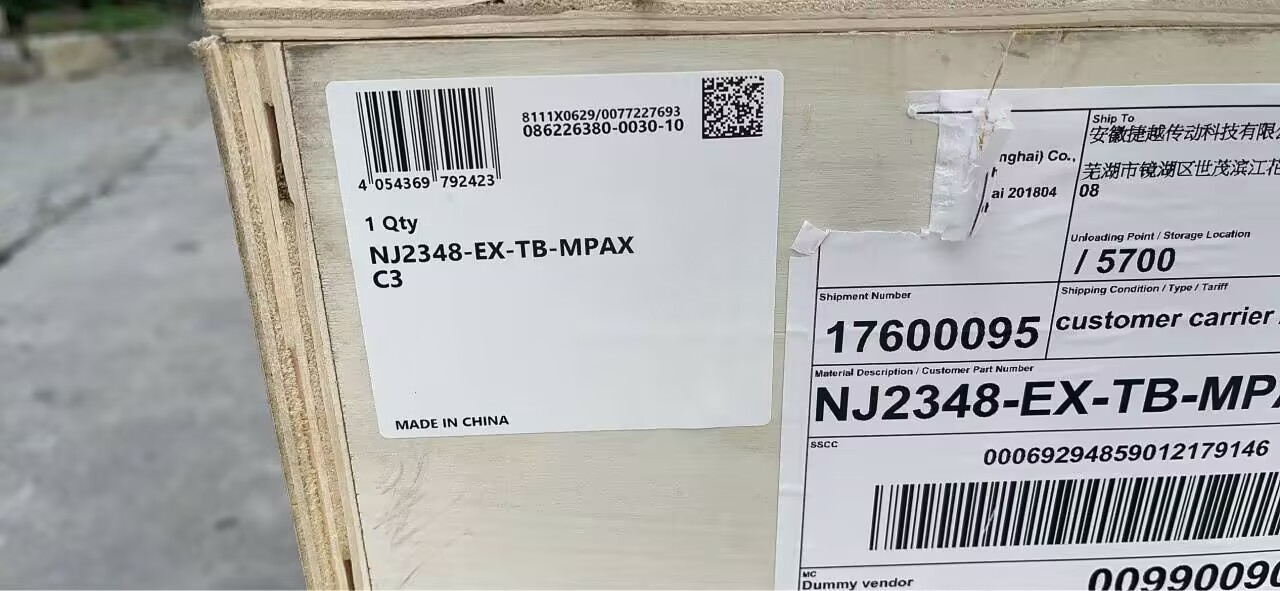 8111X0629/0077227693
086226380-0030-10
4 054369 792423
1 Qty
NJ2348-EX-TB-MPAX
C3
MADE IN CHINA
Co.,
201804
Ship To
安徽捷越传动科技有限
芜湖市镜湖区世茂滨江花
08
Unloading Point / Storage Location
/ 5700
Shipment Number
17600095
Shipping Condition / Type / Tariff
customer carrier
Material Description / Customer Part Number
NJ2348-EX-TB-MP
SSCC
00069294859012179146
MC
Dummy vendor
0099009